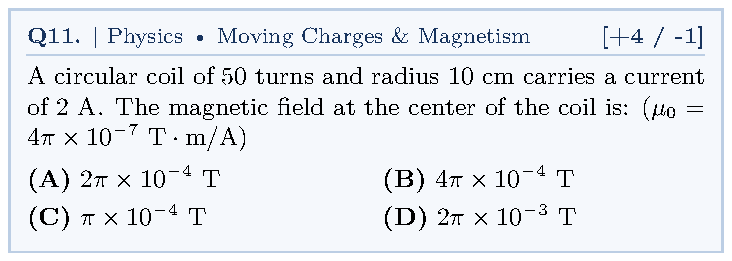 Q11. | Physics • Moving Charges & Magnetism [+4 / -1]
A circular coil of 50 turns and radius 10 cm carries a current
of 2 A. The magnetic field at the center of the coil is: (μ₀ =
4π × 10⁻⁷ T · m/A)
(A) 2π × 10⁻⁴ T (B) 4π × 10⁻⁴ T
(C) π × 10⁻⁴ T (D) 2π × 10⁻³ T